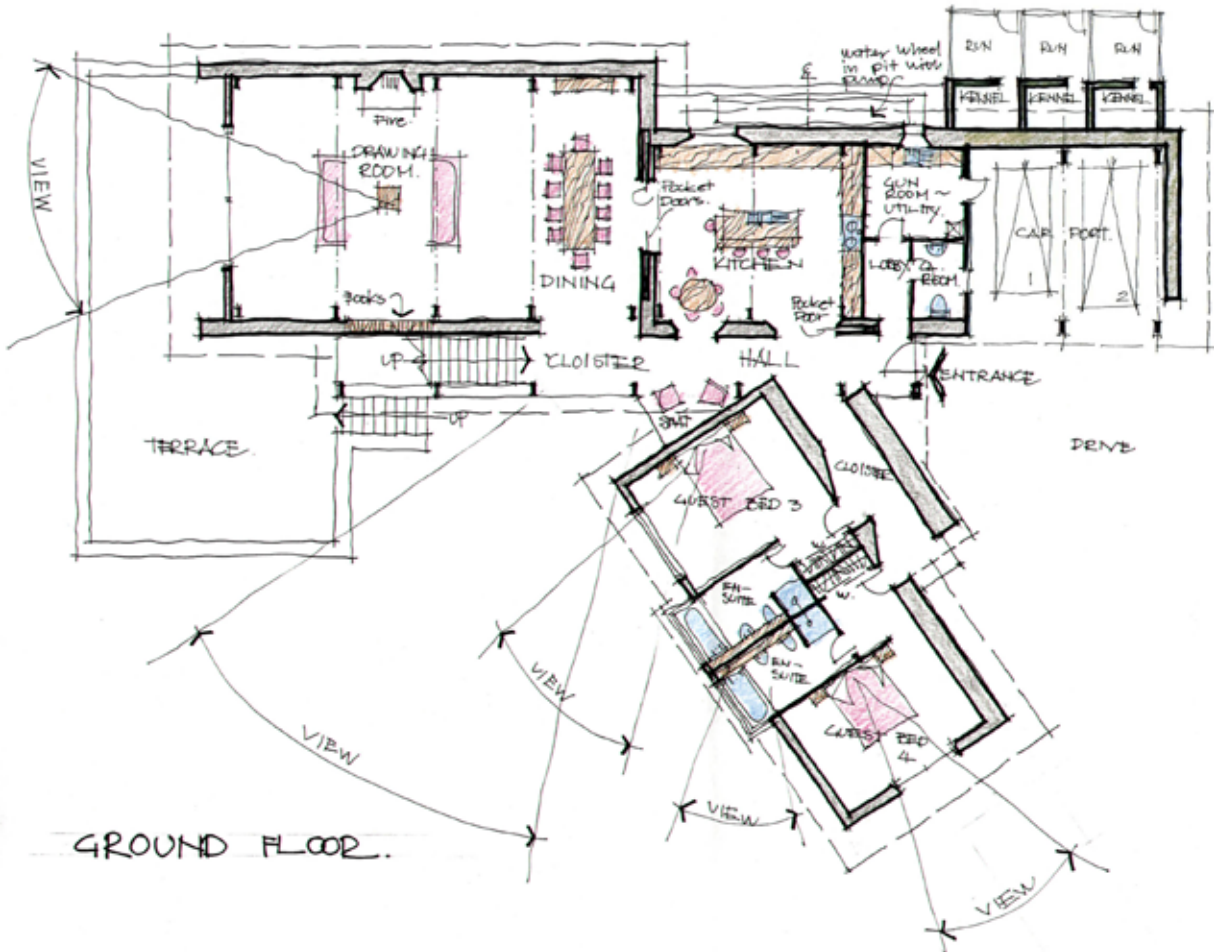 RUN
RUN
RUN
water wheel
in pit with
pump
KENNEL
KENNEL
KENNEL
Fire.
VIEW
DRAWING
ROOM.
Pocket
Doors.
GUN
ROOM ~
UTILITY.
CAR PORT.
DINING
KITCHEN
LOBBY
ROOM.
1
2
Books
Pocket
Door
UP
CLOISTER
HALL
ENTRANCE
UP
SEAT
TERRACE.
DRIVE
CLOISTER
GUEST BED 3
W.
EN-
SUITE
W.
EN-
SUITE
GUEST BED
4
VIEW
VIEW
VIEW
VIEW
GROUND FLOOR.